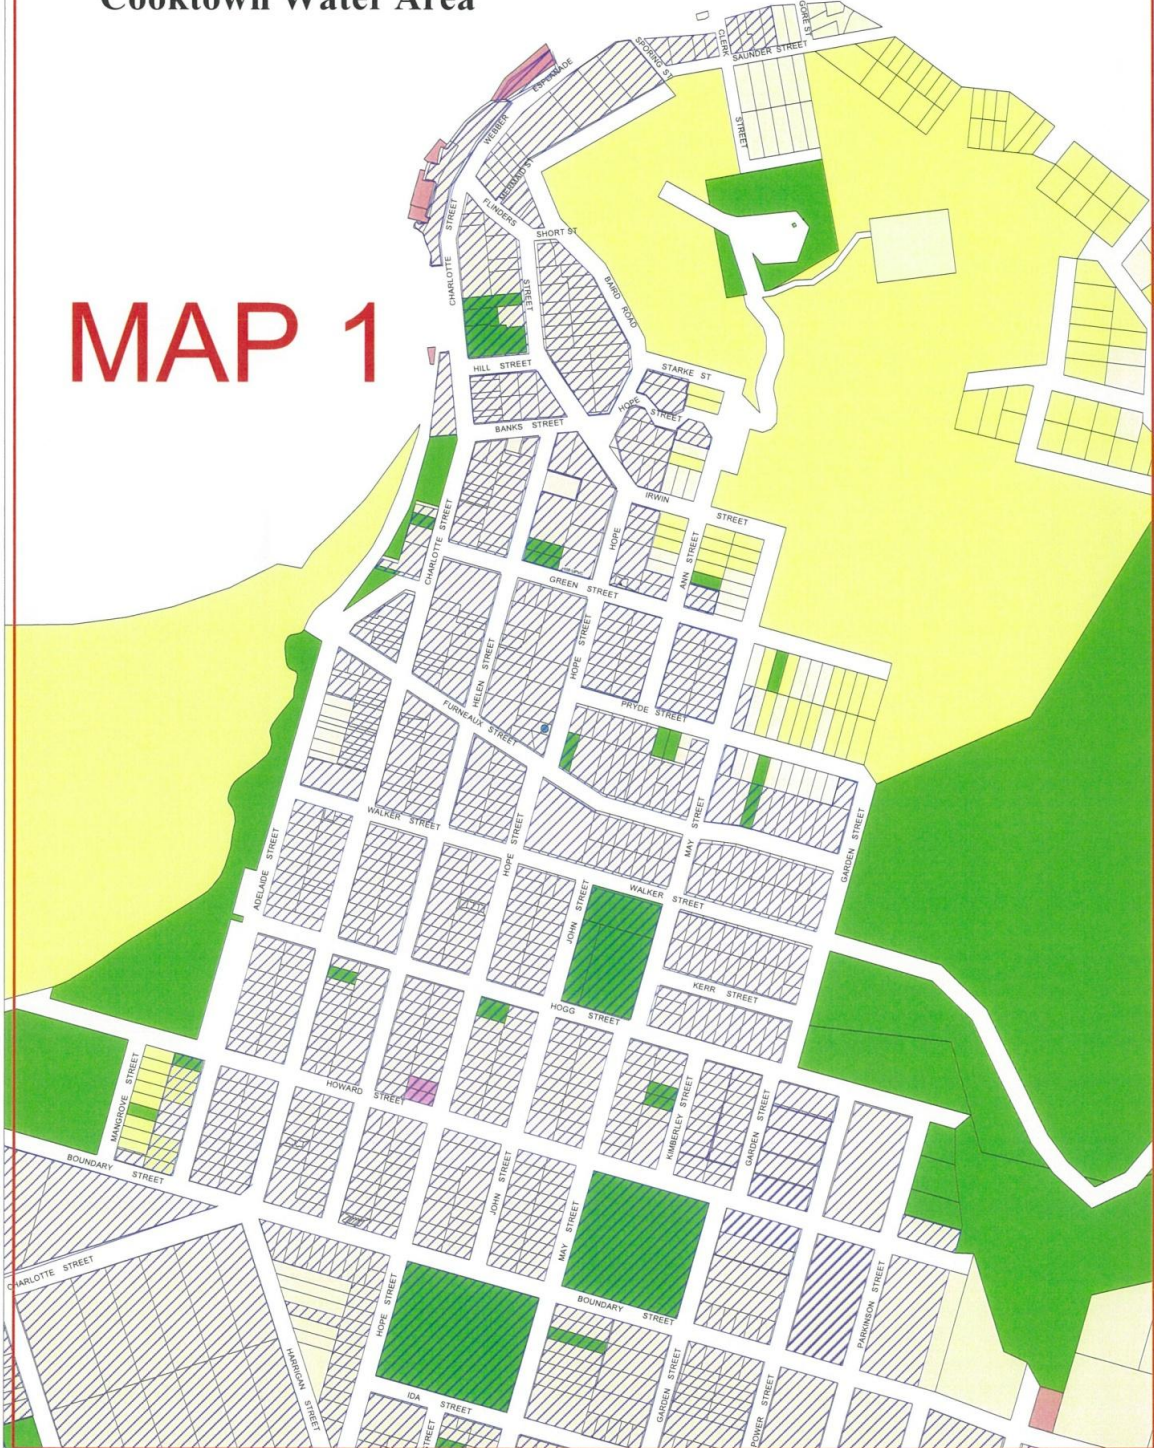 Cooktown Water Area
GORE ST
CLERK
STREET
SAUNDER STREET
SPORING ST
ESPLANADE
WEBBER
MERMAID ST
FLINDERS
STREET
SHORT ST
CHARLOTTE STREET
BAIRD ROAD
MAP 1
HILL STREET
STARKE ST
HOPE STREET
BANKS STREET
IRWIN STREET
CHARLOTTE STREET
HOPE
ANN STREET
GREEN STREET
HOPE STREET
HELEN STREET
FURNEAUX STREET
PRYDE STREET
WALKER STREET
HOPE STREET
MAY STREET
GARDEN STREET
ADELAIDE STREET
JOHN STREET
WALKER STREET
KERR STREET
HOGG STREET
MANGROVE STREET
HOWARD STREET
KIMBERLEY STREET
GARDEN STREET
BOUNDARY STREET
JOHN STREET
MAY STREET
CHARLOTTE STREET
HOPE STREET
BOUNDARY STREET
PARKINSON STREET
HARRIGAN STREET
IDA STREET
STREET
GARDEN STREET
POWER STREET